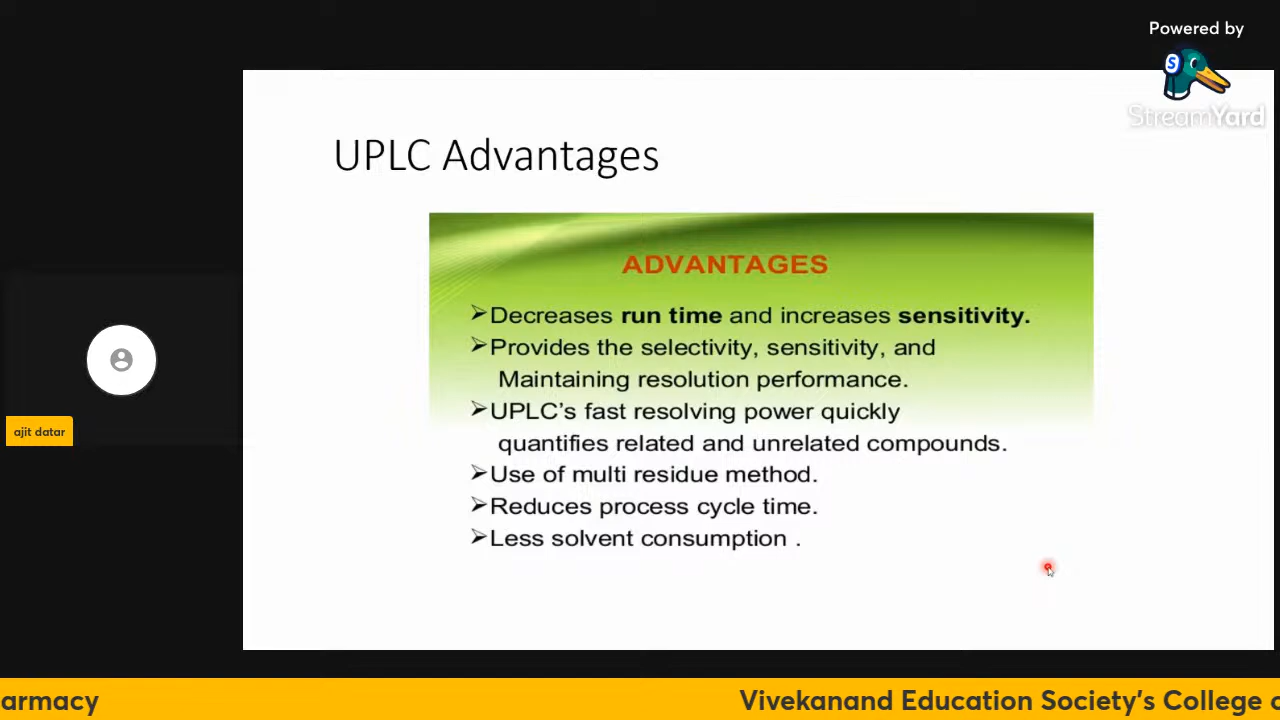 Powered by
StreamYard
UPLC Advantages
ADVANTAGES
➢Decreases run time and increases sensitivity.
➢Provides the selectivity, sensitivity, and
Maintaining resolution performance.
➢UPLC's fast resolving power quickly
quantifies related and unrelated compounds.
➢Use of multi residue method.
➢Reduces process cycle time.
➢Less solvent consumption .
ajit datar
armacy
Vivekanand Education Society's College